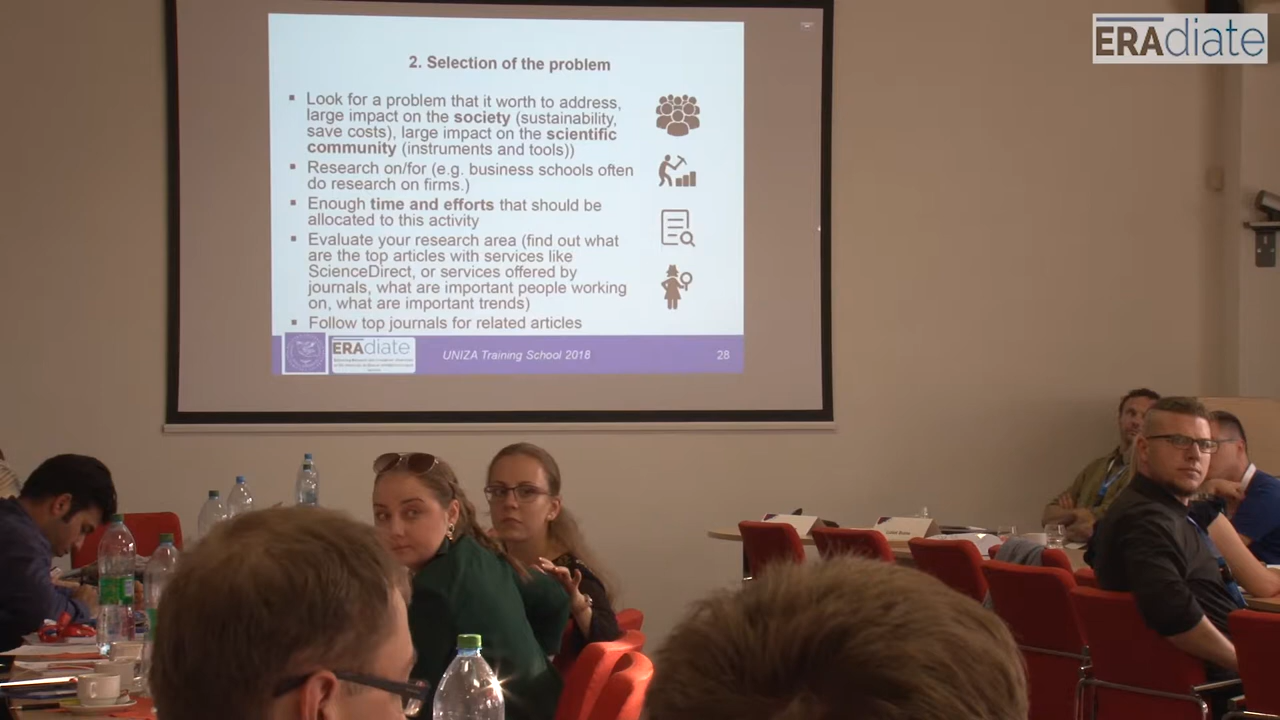 ERAdiate
2. Selection of the problem
▪ Look for a problem that it worth to address,
large impact on the society (sustainability,
save costs), large impact on the scientific
community (instruments and tools))
▪ Research on/for (e.g. business schools often
do research on firms.)
▪ Enough time and efforts that should be
allocated to this activity
▪ Evaluate your research area (find out what
are the top articles with services like
ScienceDirect, or services offered by
journals, what are important people working
on, what are important trends)
▪ Follow top journals for related articles
ERAdiate
UNIZA Training School 2018
28